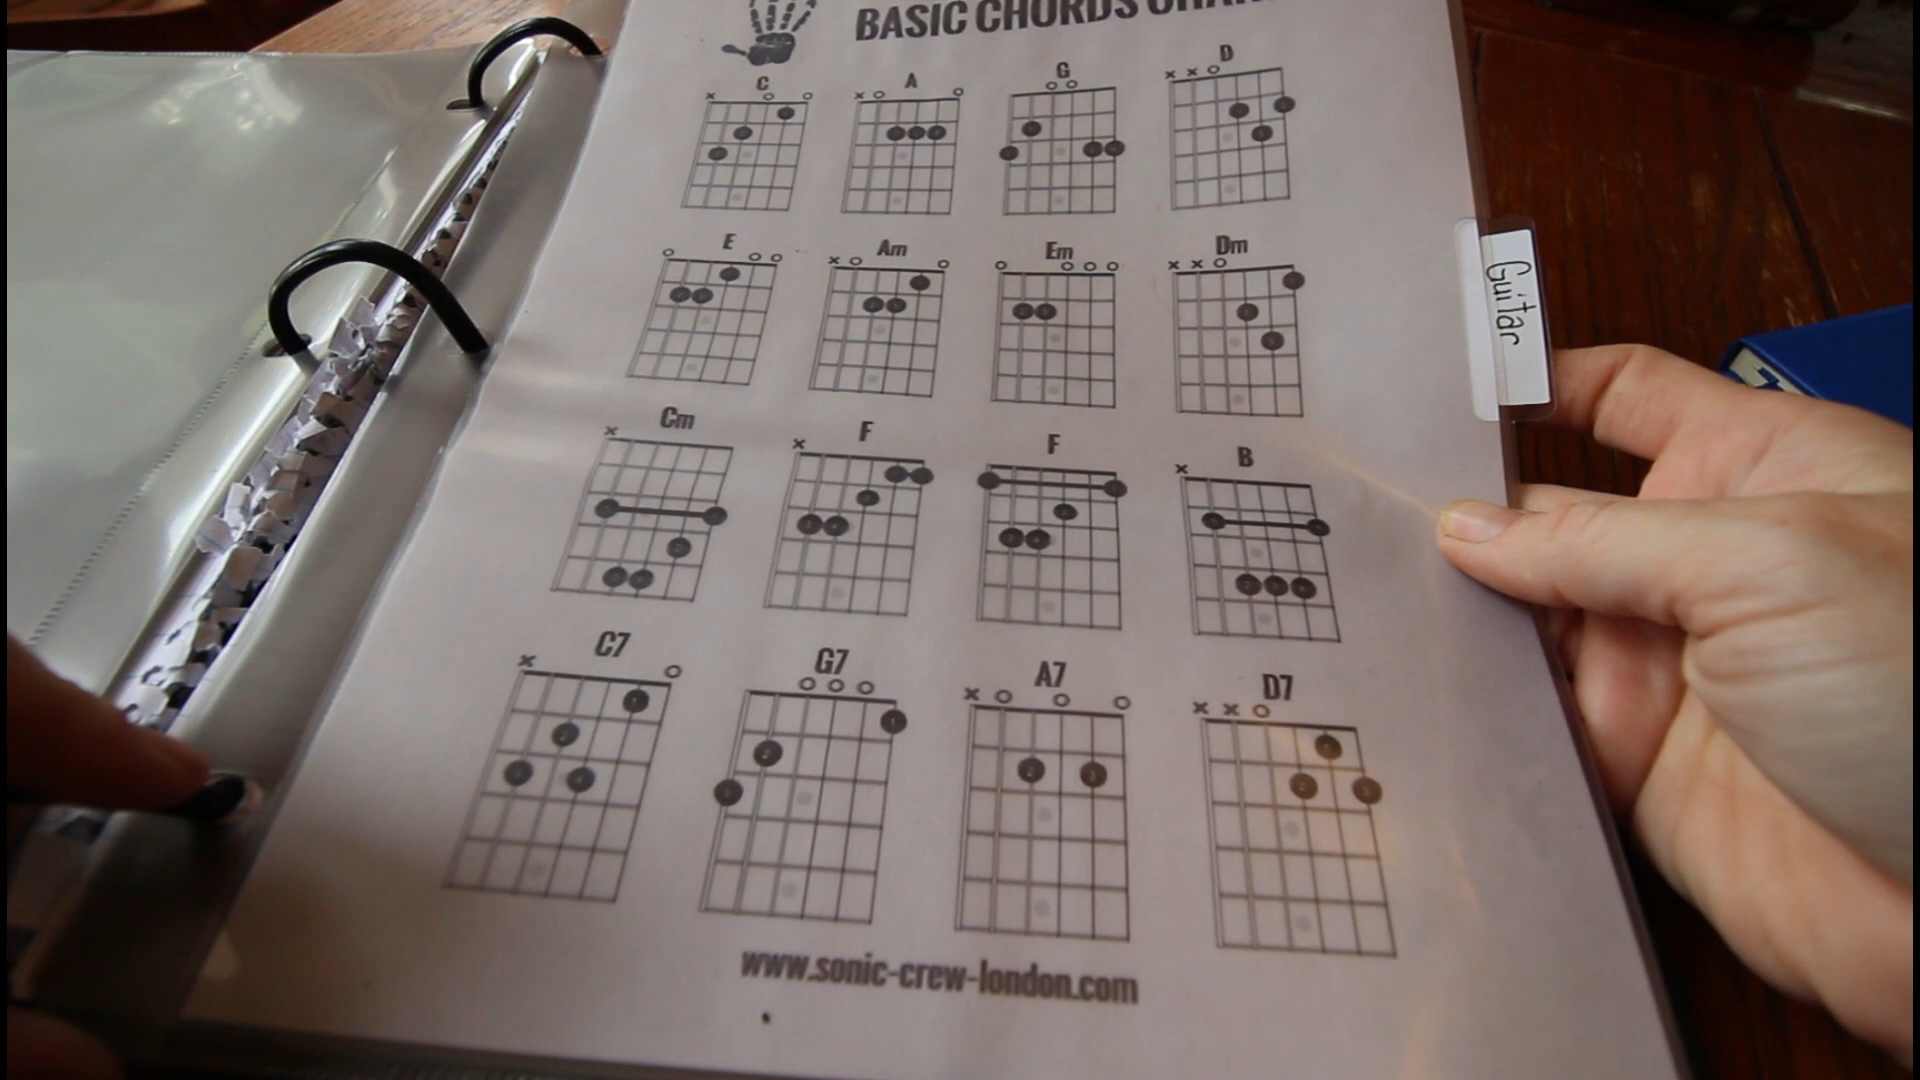 BASIC CHORDS
C A G D
E Am Em Dm
Cm F F B
C7 G7 A7 D7
www.sonic-crew-london.com
Guitar